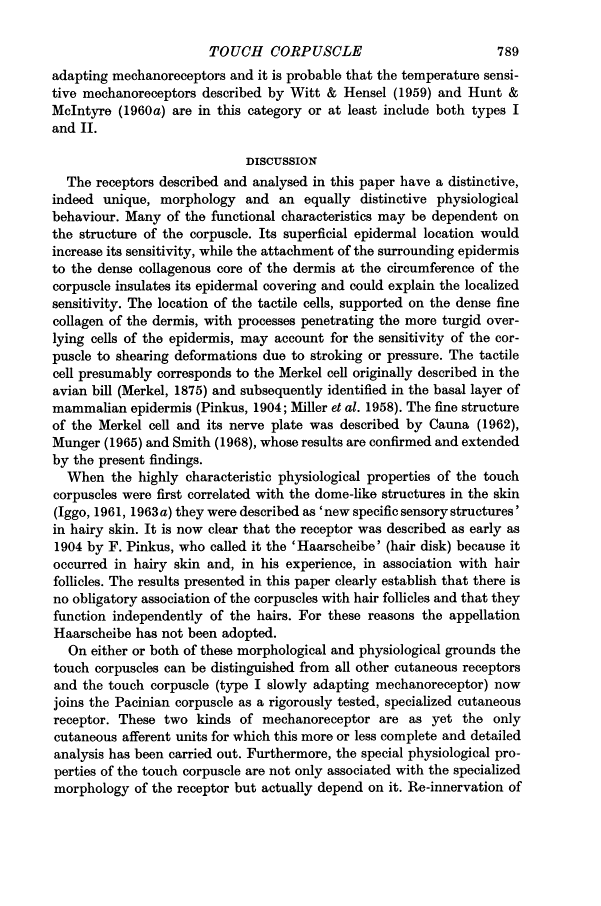 TOUCH CORPUSCLE 789
adapting mechanoreceptors and it is probable that the temperature sensi-
tive mechanoreceptors described by Witt & Hensel (1959) and Hunt &
McIntyre (1960a) are in this category or at least include both types I
and II.
DISCUSSION
The receptors described and analysed in this paper have a distinctive,
indeed unique, morphology and an equally distinctive physiological
behaviour. Many of the functional characteristics may be dependent on
the structure of the corpuscle. Its superficial epidermal location would
increase its sensitivity, while the attachment of the surrounding epidermis
to the dense collagenous core of the dermis at the circumference of the
corpuscle insulates its epidermal covering and could explain the localized
sensitivity. The location of the tactile cells, supported on the dense fine
collagen of the dermis, with processes penetrating the more turgid over-
lying cells of the epidermis, may account for the sensitivity of the cor-
puscle to shearing deformations due to stroking or pressure. The tactile
cell presumably corresponds to the Merkel cell originally described in the
avian bill (Merkel, 1875) and subsequently identified in the basal layer of
mammalian epidermis (Pinkus, 1904; Miller et al. 1958). The fine structure
of the Merkel cell and its nerve plate was described by Cauna (1962),
Munger (1965) and Smith (1968), whose results are confirmed and extended
by the present findings.
When the highly characteristic physiological properties of the touch
corpuscles were first correlated with the dome-like structures in the skin
(Iggo, 1961, 1963a) they were described as 'new specific sensory structures'
in hairy skin. It is now clear that the receptor was described as early as
1904 by F. Pinkus, who called it the 'Haarscheibe' (hair disk) because it
occurred in hairy skin and, in his experience, in association with hair
follicles. The results presented in this paper clearly establish that there is
no obligatory association of the corpuscles with hair follicles and that they
function independently of the hairs. For these reasons the appellation
Haarscheibe has not been adopted.
On either or both of these morphological and physiological grounds the
touch corpuscles can be distinguished from all other cutaneous receptors
and the touch corpuscle (type I slowly adapting mechanoreceptor) now
joins the Pacinian corpuscle as a rigorously tested, specialized cutaneous
receptor. These two kinds of mechanoreceptor are as yet the only
cutaneous afferent units for which this more or less complete and detailed
analysis has been carried out. Furthermore, the special physiological pro-
perties of the touch corpuscle are not only associated with the specialized
morphology of the receptor but actually depend on it. Re-innervation of